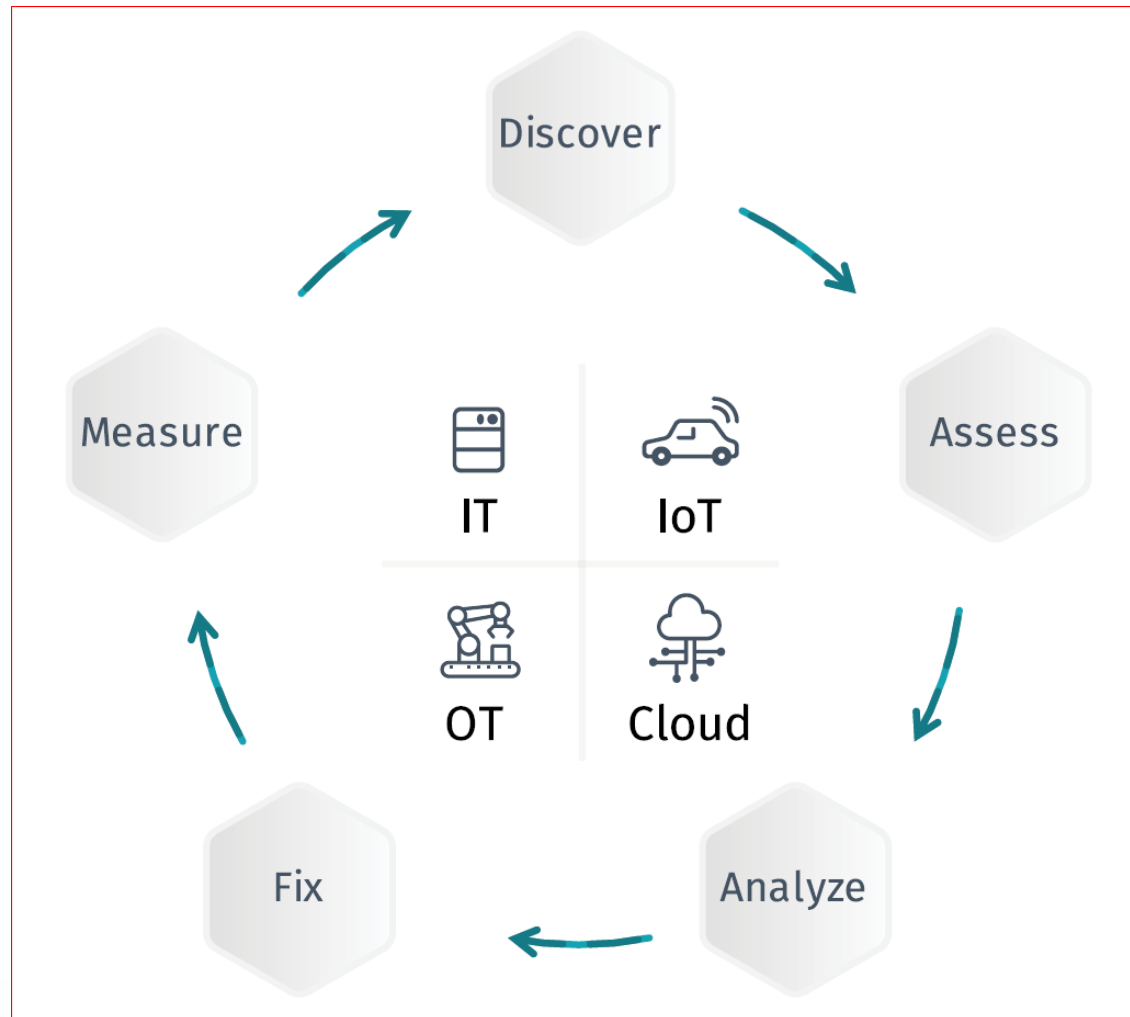 Discover
Measure
Assess
IT
IoT
OT
Cloud
Fix
Analyze